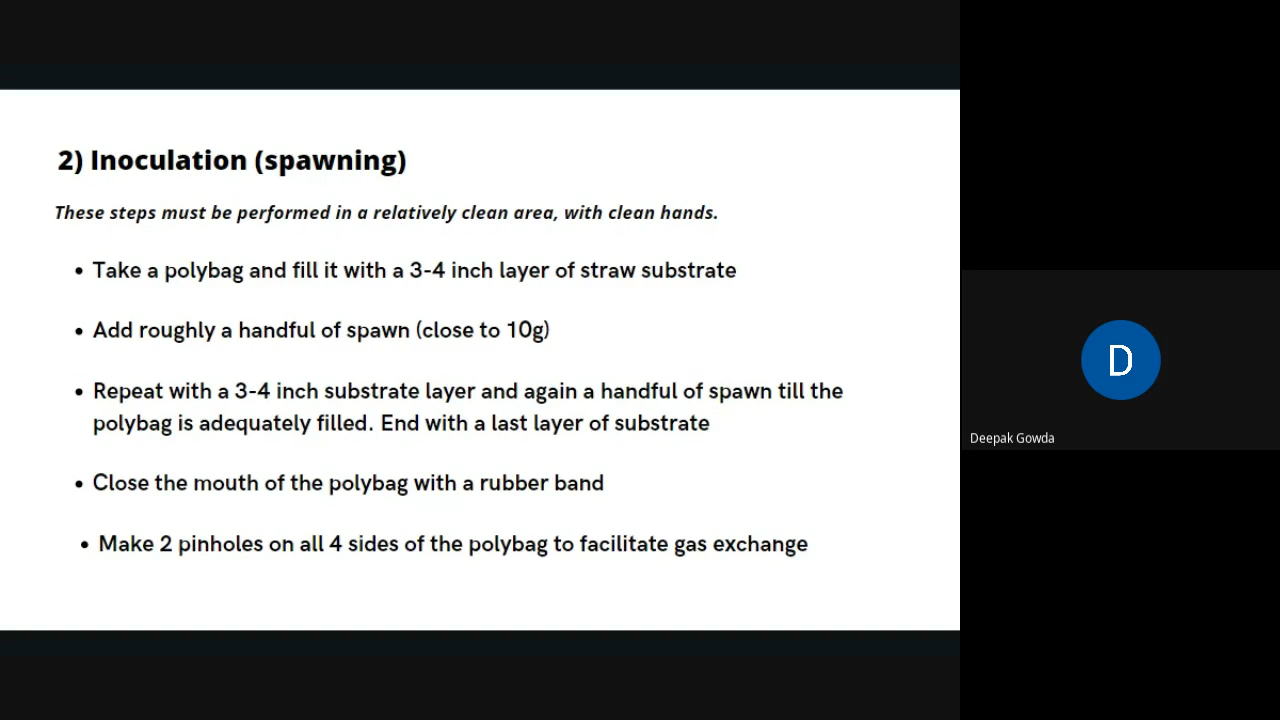 2) Inoculation (spawning)
These steps must be performed in a relatively clean area, with clean hands.
• Take a polybag and fill it with a 3-4 inch layer of straw substrate
• Add roughly a handful of spawn (close to 10g)
• Repeat with a 3-4 inch substrate layer and again a handful of spawn till the
polybag is adequately filled. End with a last layer of substrate
• Close the mouth of the polybag with a rubber band
• Make 2 pinholes on all 4 sides of the polybag to facilitate gas exchange
D
Deepak Gowda